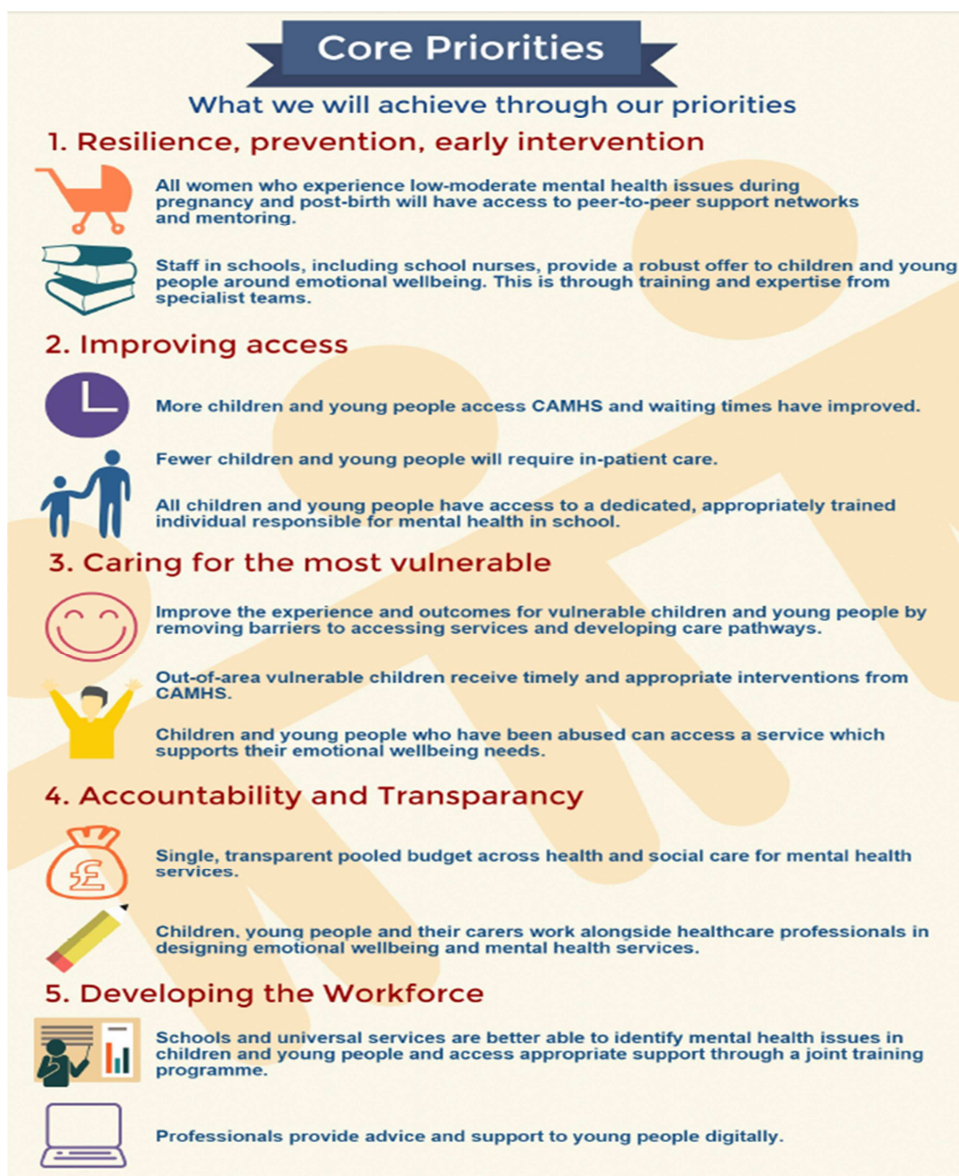 Core Priorities
What we will achieve through our priorities
1. Resilience, prevention, early intervention
All women who experience low-moderate mental health issues during
pregnancy and post-birth will have access to peer-to-peer support networks
and mentoring.
Staff in schools, including school nurses, provide a robust offer to children and young
people around emotional wellbeing. This is through training and expertise from
specialist teams.
2. Improving access
More children and young people access CAMHS and waiting times have improved.
Fewer children and young people will require in-patient care.
All children and young people have access to a dedicated, appropriately trained
individual responsible for mental health in school.
3. Caring for the most vulnerable
Improve the experience and outcomes for vulnerable children and young people by
removing barriers to accessing services and developing care pathways.
Out-of-area vulnerable children receive timely and appropriate interventions from
CAMHS.
Children and young people who have been abused can access a service which
supports their emotional wellbeing needs.
4. Accountability and Transparancy
£
Single, transparent pooled budget across health and social care for mental health
services.
Children, young people and their carers work alongside healthcare professionals in
designing emotional wellbeing and mental health services.
5. Developing the Workforce
Schools and universal services are better able to identify mental health issues in
children and young people and access appropriate support through a joint training
programme.
Professionals provide advice and support to young people digitally.